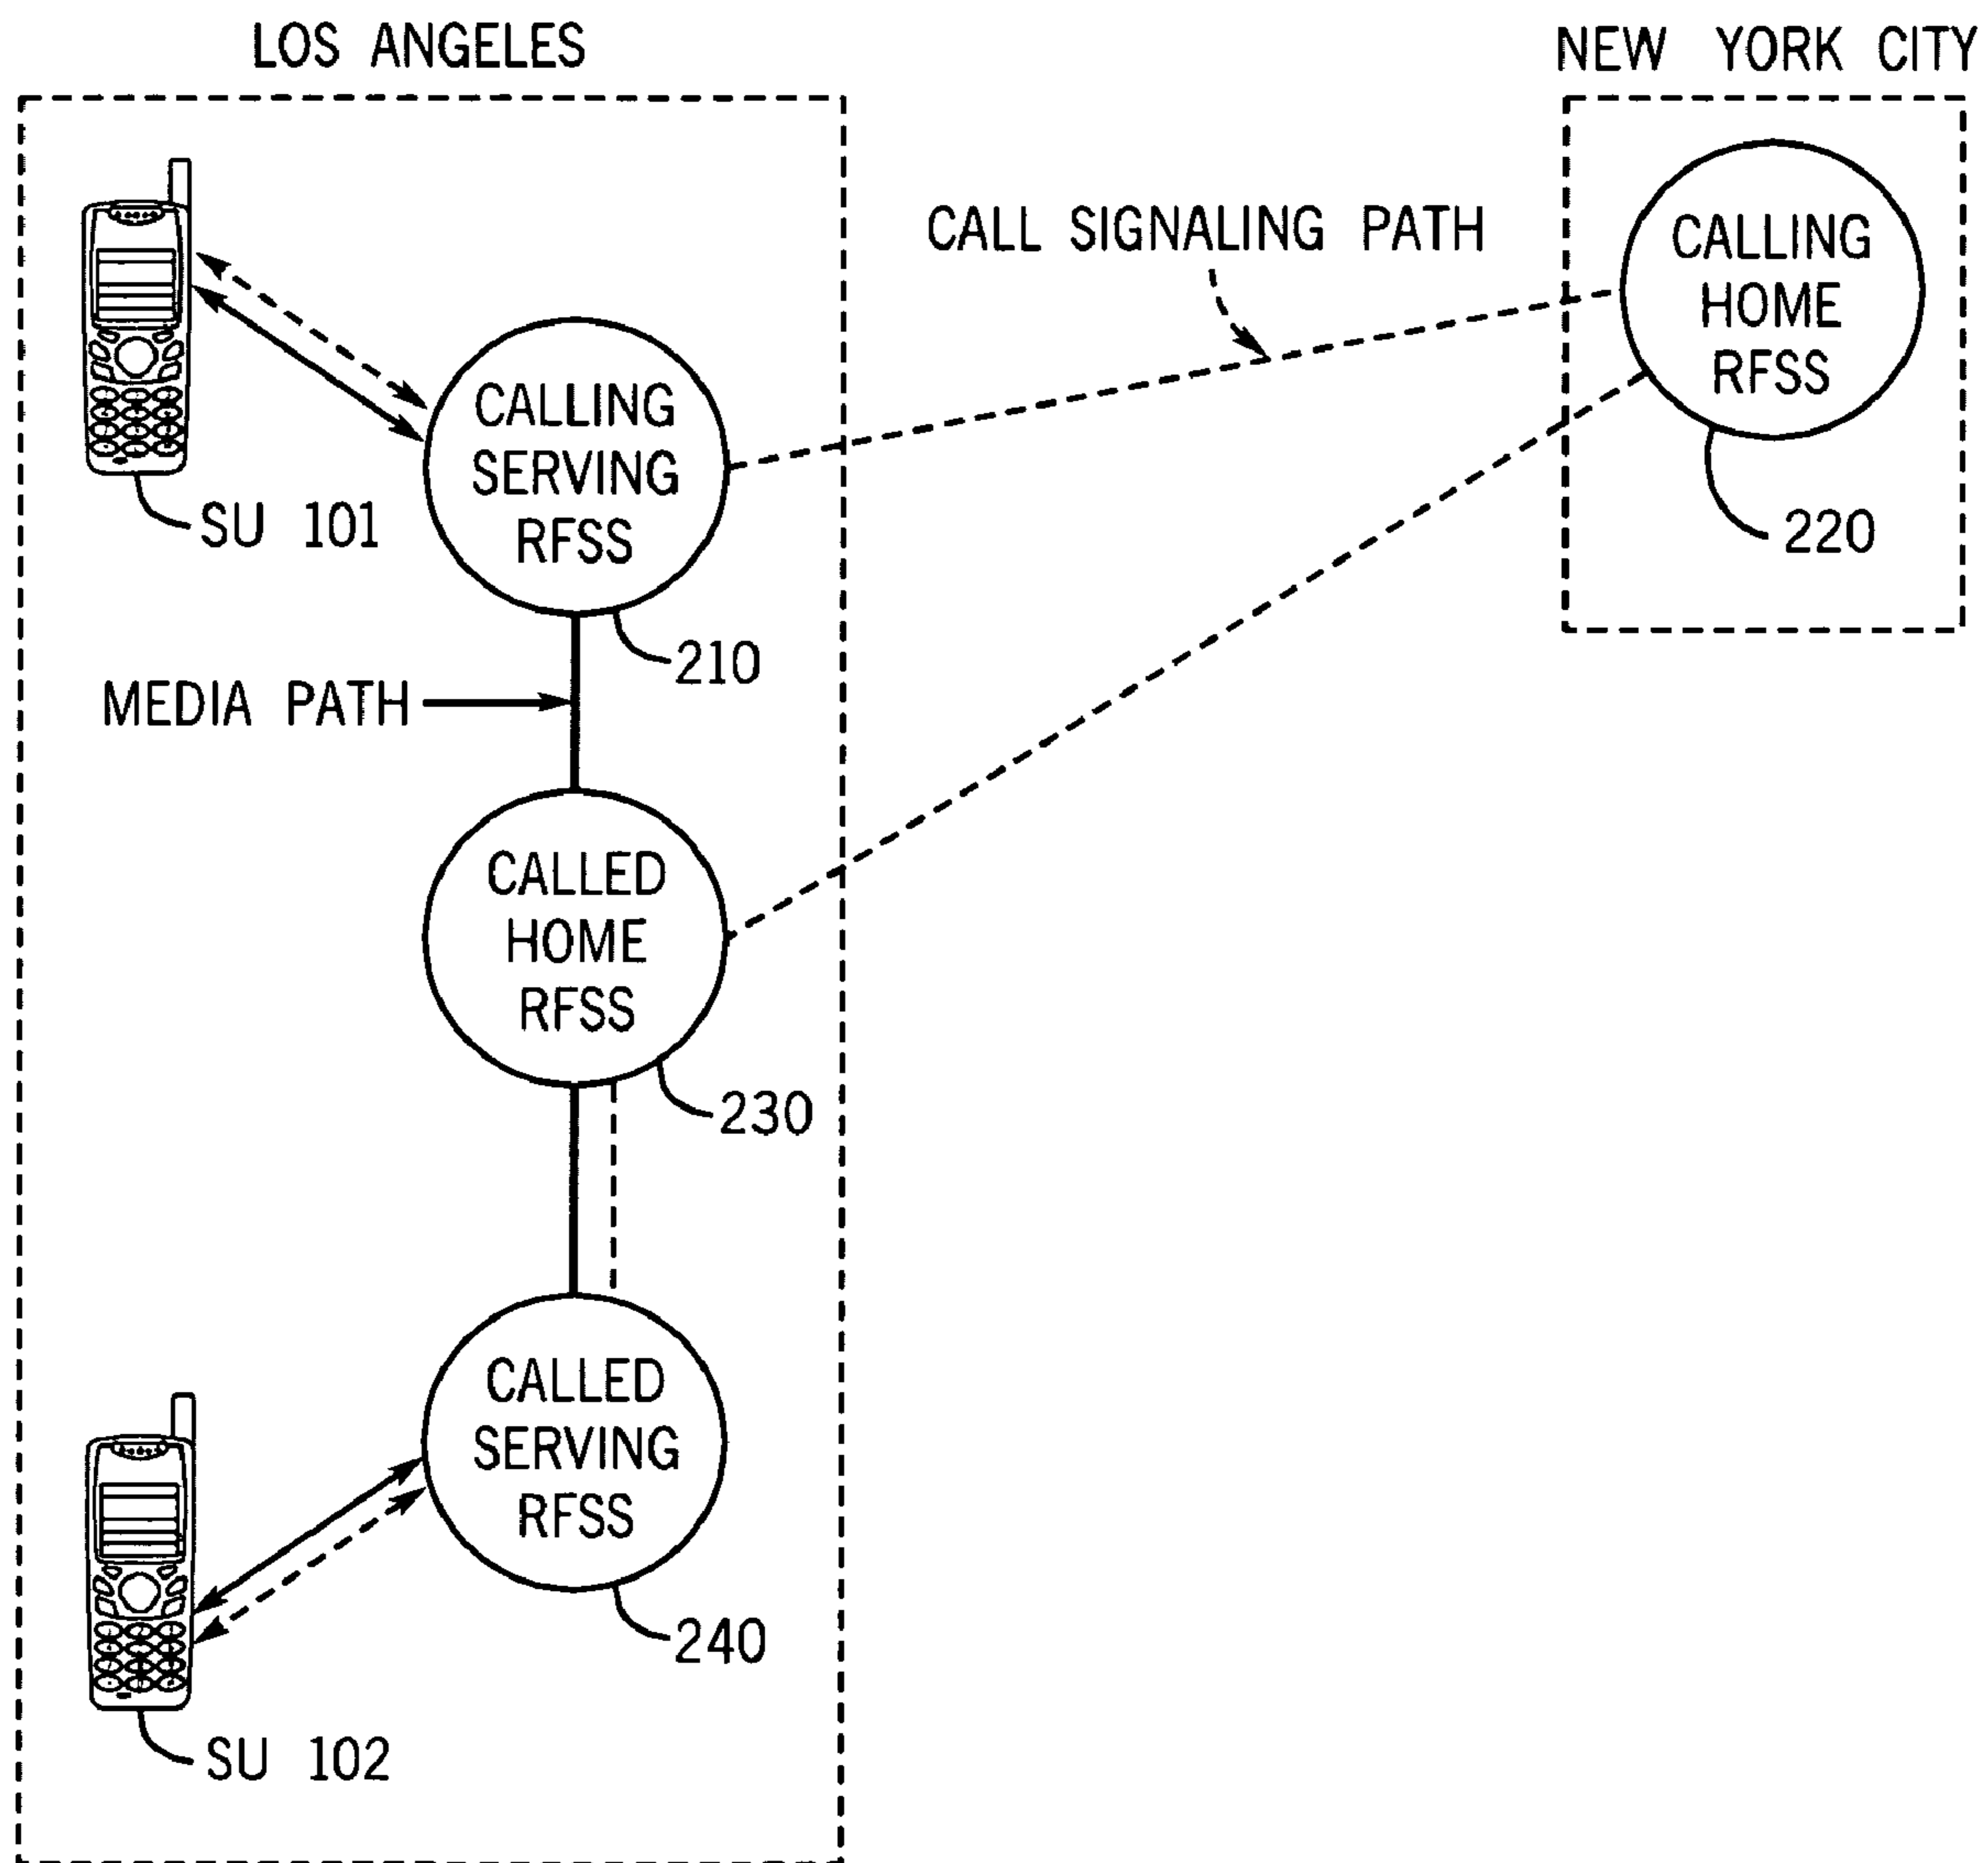 LOS ANGELES
NEW YORK CITY
CALL SIGNALING PATH
CALLING
HOME
RFSS
220
CALLING
SERVING
RFSS
SU 101
210
MEDIA PATH
CALLED
HOME
RFSS
230
CALLED
SERVING
RFSS
240
SU 102